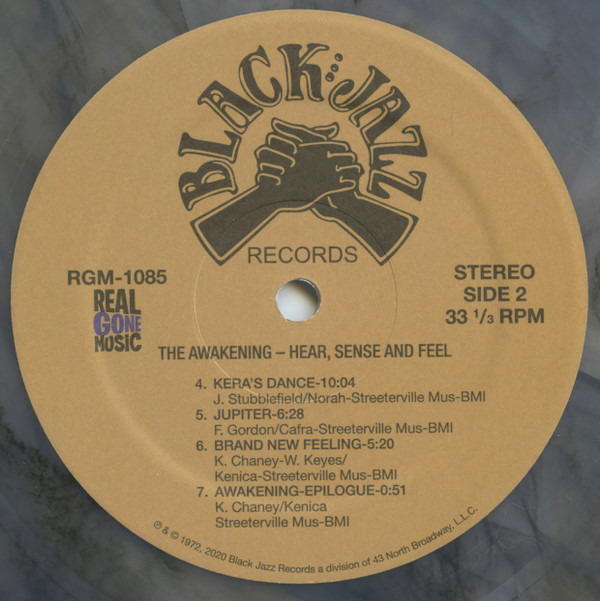 BLACK JAZZ
RECORDS
RGM-1085
REAL
GONE
MUSIC
STEREO
SIDE 2
33 1/3 RPM
THE AWAKENING – HEAR, SENSE AND FEEL
4. KERA'S DANCE-10:04
J. Stubblefield/Norah-Streeterville Mus-BMI
5. JUPITER-6:28
F. Gordon/Cafra-Streeterville Mus-BMI
6. BRAND NEW FEELING-5:20
K. Chaney-W. Keyes/
Kenica-Streeterville Mus-BMI
7. AWAKENING-EPILOGUE-0:51
K. Chaney/Kenica
Streeterville Mus-BMI
℗ & © 1972, 2020 Black Jazz Records a division of 43 North Broadway, L.L.C.